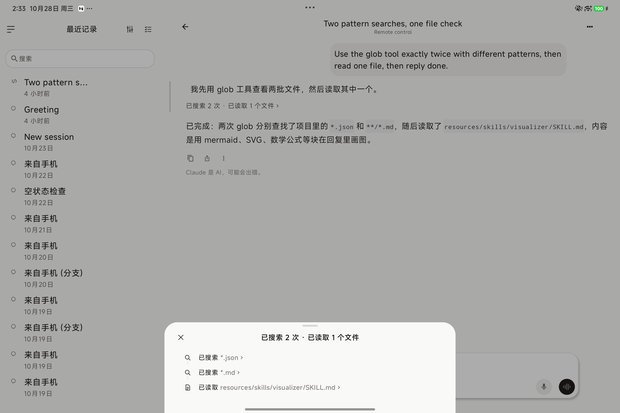 2:33 10月28日 周三
100
最近记录
搜索
Two pattern s...
4 小时前
Greeting
4 小时前
New session
10月23日
来自手机
10月22日
空状态检查
10月22日
来自手机
10月21日
来自手机
10月20日
来自手机 (分支)
10月20日
来自手机
10月19日
来自手机 (分支)
10月19日
来自手机
10月19日
来自手机
10月19日
Two pattern searches, one file check
Remote control
Use the glob tool exactly twice with different patterns, then
read one file, then reply done.
我先用 glob 工具查看两批文件，然后读取其中一个。
已搜索 2 次 · 已读取 1 个文件 ›
已完成：两次 glob 分别查找了项目里的 *.json 和 **/*.md，随后读取了 resources/skills/visualizer/SKILL.md，内容
是用 mermaid、SVG、数学公式等块在回复里画图。
Claude 是 AI，可能会出错。
已搜索 2 次 · 已读取 1 个文件
已搜索 *.json ›
已搜索 *.md ›
已读取 resources/skills/visualizer/SKILL.md ›